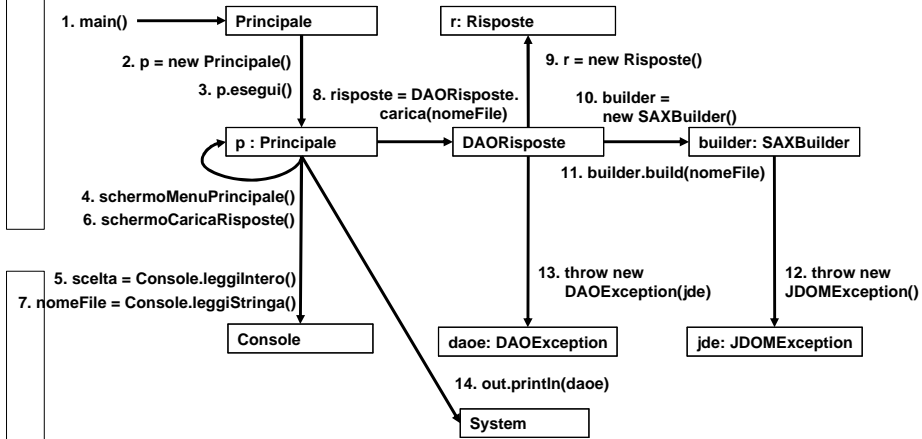 1. main()
Principale
r: Risposte
2. p = new Principale()
3. p.esegui()
8. risposte = DAORisposte.
carica(nomeFile)
9. r = new Risposte()
10. builder =
new SAXBuilder()
p : Principale
DAORisposte
builder: SAXBuilder
11. builder.build(nomeFile)
4. schermoMenuPrincipale()
6. schermoCaricaRisposte()
5. scelta = Console.leggiIntero()
7. nomeFile = Console.leggiStringa()
13. throw new
DAOException(jde)
12. throw new
JDOMException()
Console
daoe: DAOException
jde: JDOMException
14. out.println(daoe)
System